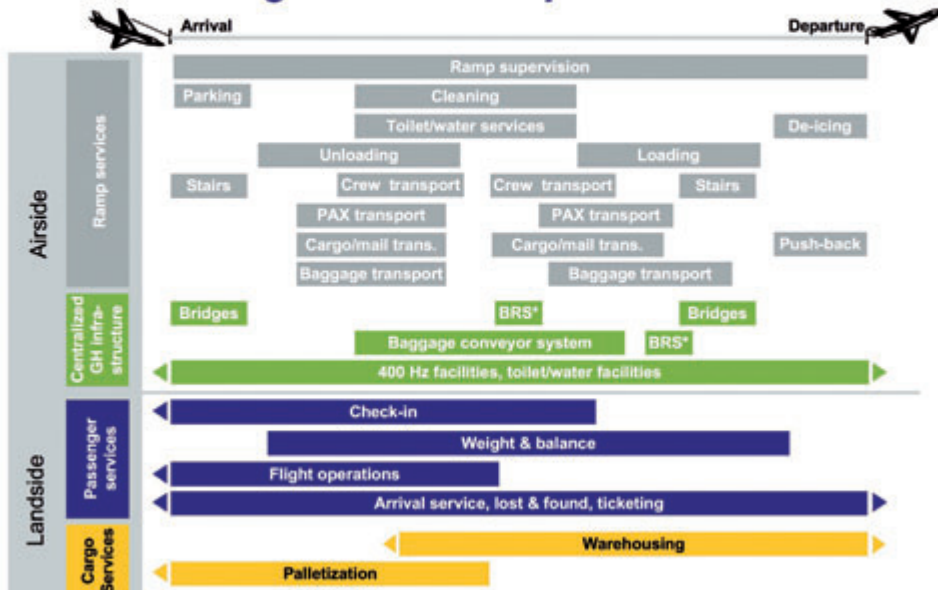 Arrival
Departure
Airside
Ramp services
Ramp supervision
Parking
Cleaning
Toilet/water services
De-icing
Unloading
Loading
Stairs
Crew transport
Crew transport
Stairs
PAX transport
PAX transport
Cargo/mail trans.
Cargo/mail trans.
Push-back
Baggage transport
Baggage transport
Centralized
GH infra-
structure
Bridges
BRS*
Bridges
Baggage conveyor system
BRS*
400 Hz facilities, toilet/water facilities
Landside
Passenger
services
Check-in
Weight & balance
Flight operations
Arrival service, lost & found, ticketing
Cargo
Services
Warehousing
Palletization